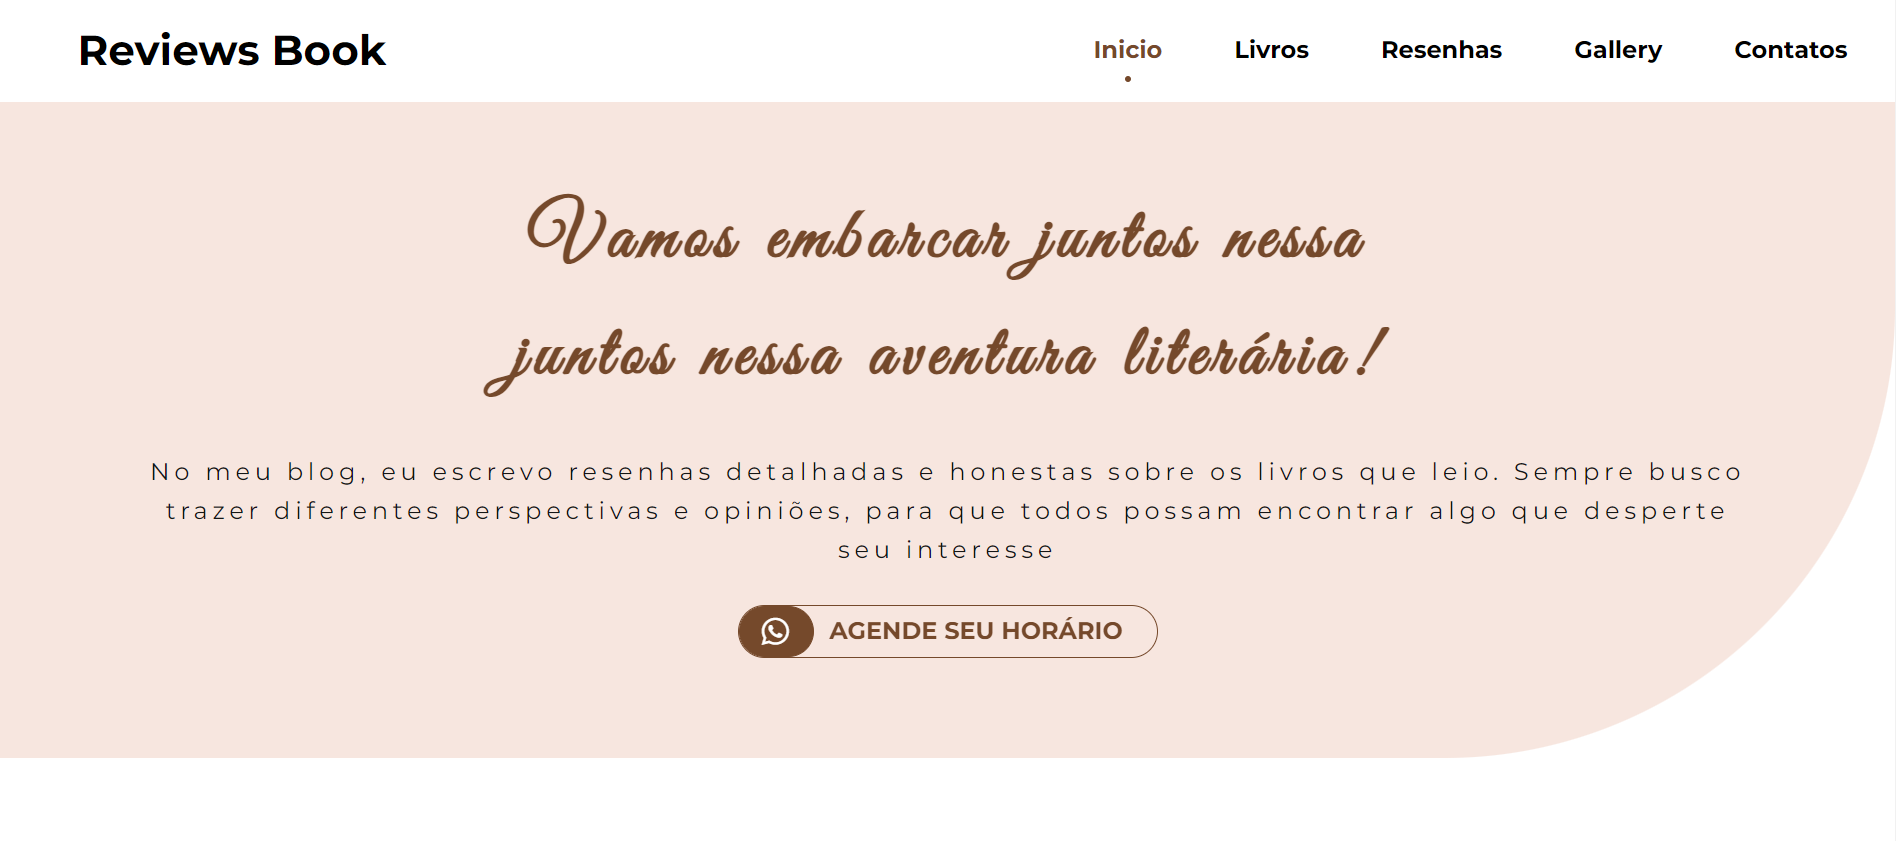 Reviews Book
Inicio Livros Resenhas Gallery Contatos
Vamos embarcar juntos nessa
juntos nessa aventura literária!
No meu blog, eu escrevo resenhas detalhadas e honestas sobre os livros que leio. Sempre busco
trazer diferentes perspectivas e opiniões, para que todos possam encontrar algo que desperte
seu interesse
AGENDE SEU HORÁRIO